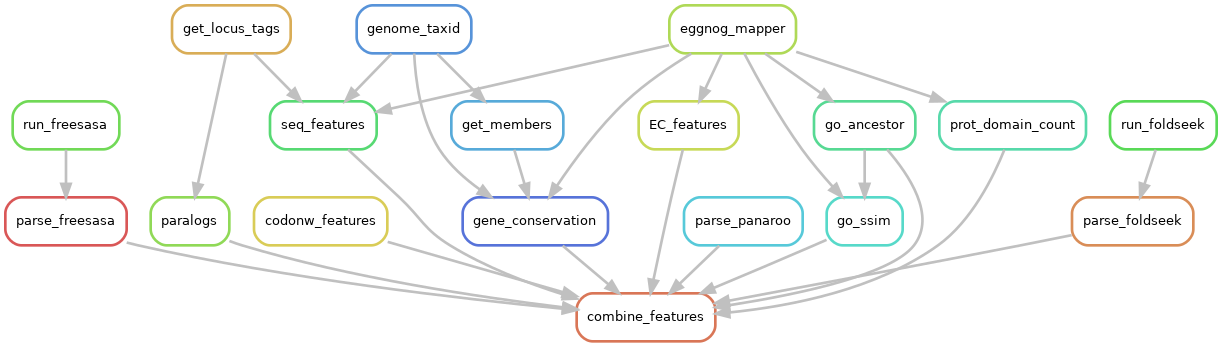 get_locus_tags
genome_taxid
eggnog_mapper
run_freesasa
seq_features
get_members
EC_features
go_ancestor
prot_domain_count
run_foldseek
parse_freesasa
paralogs
codonw_features
gene_conservation
parse_panaroo
go_ssim
parse_foldseek
combine_features